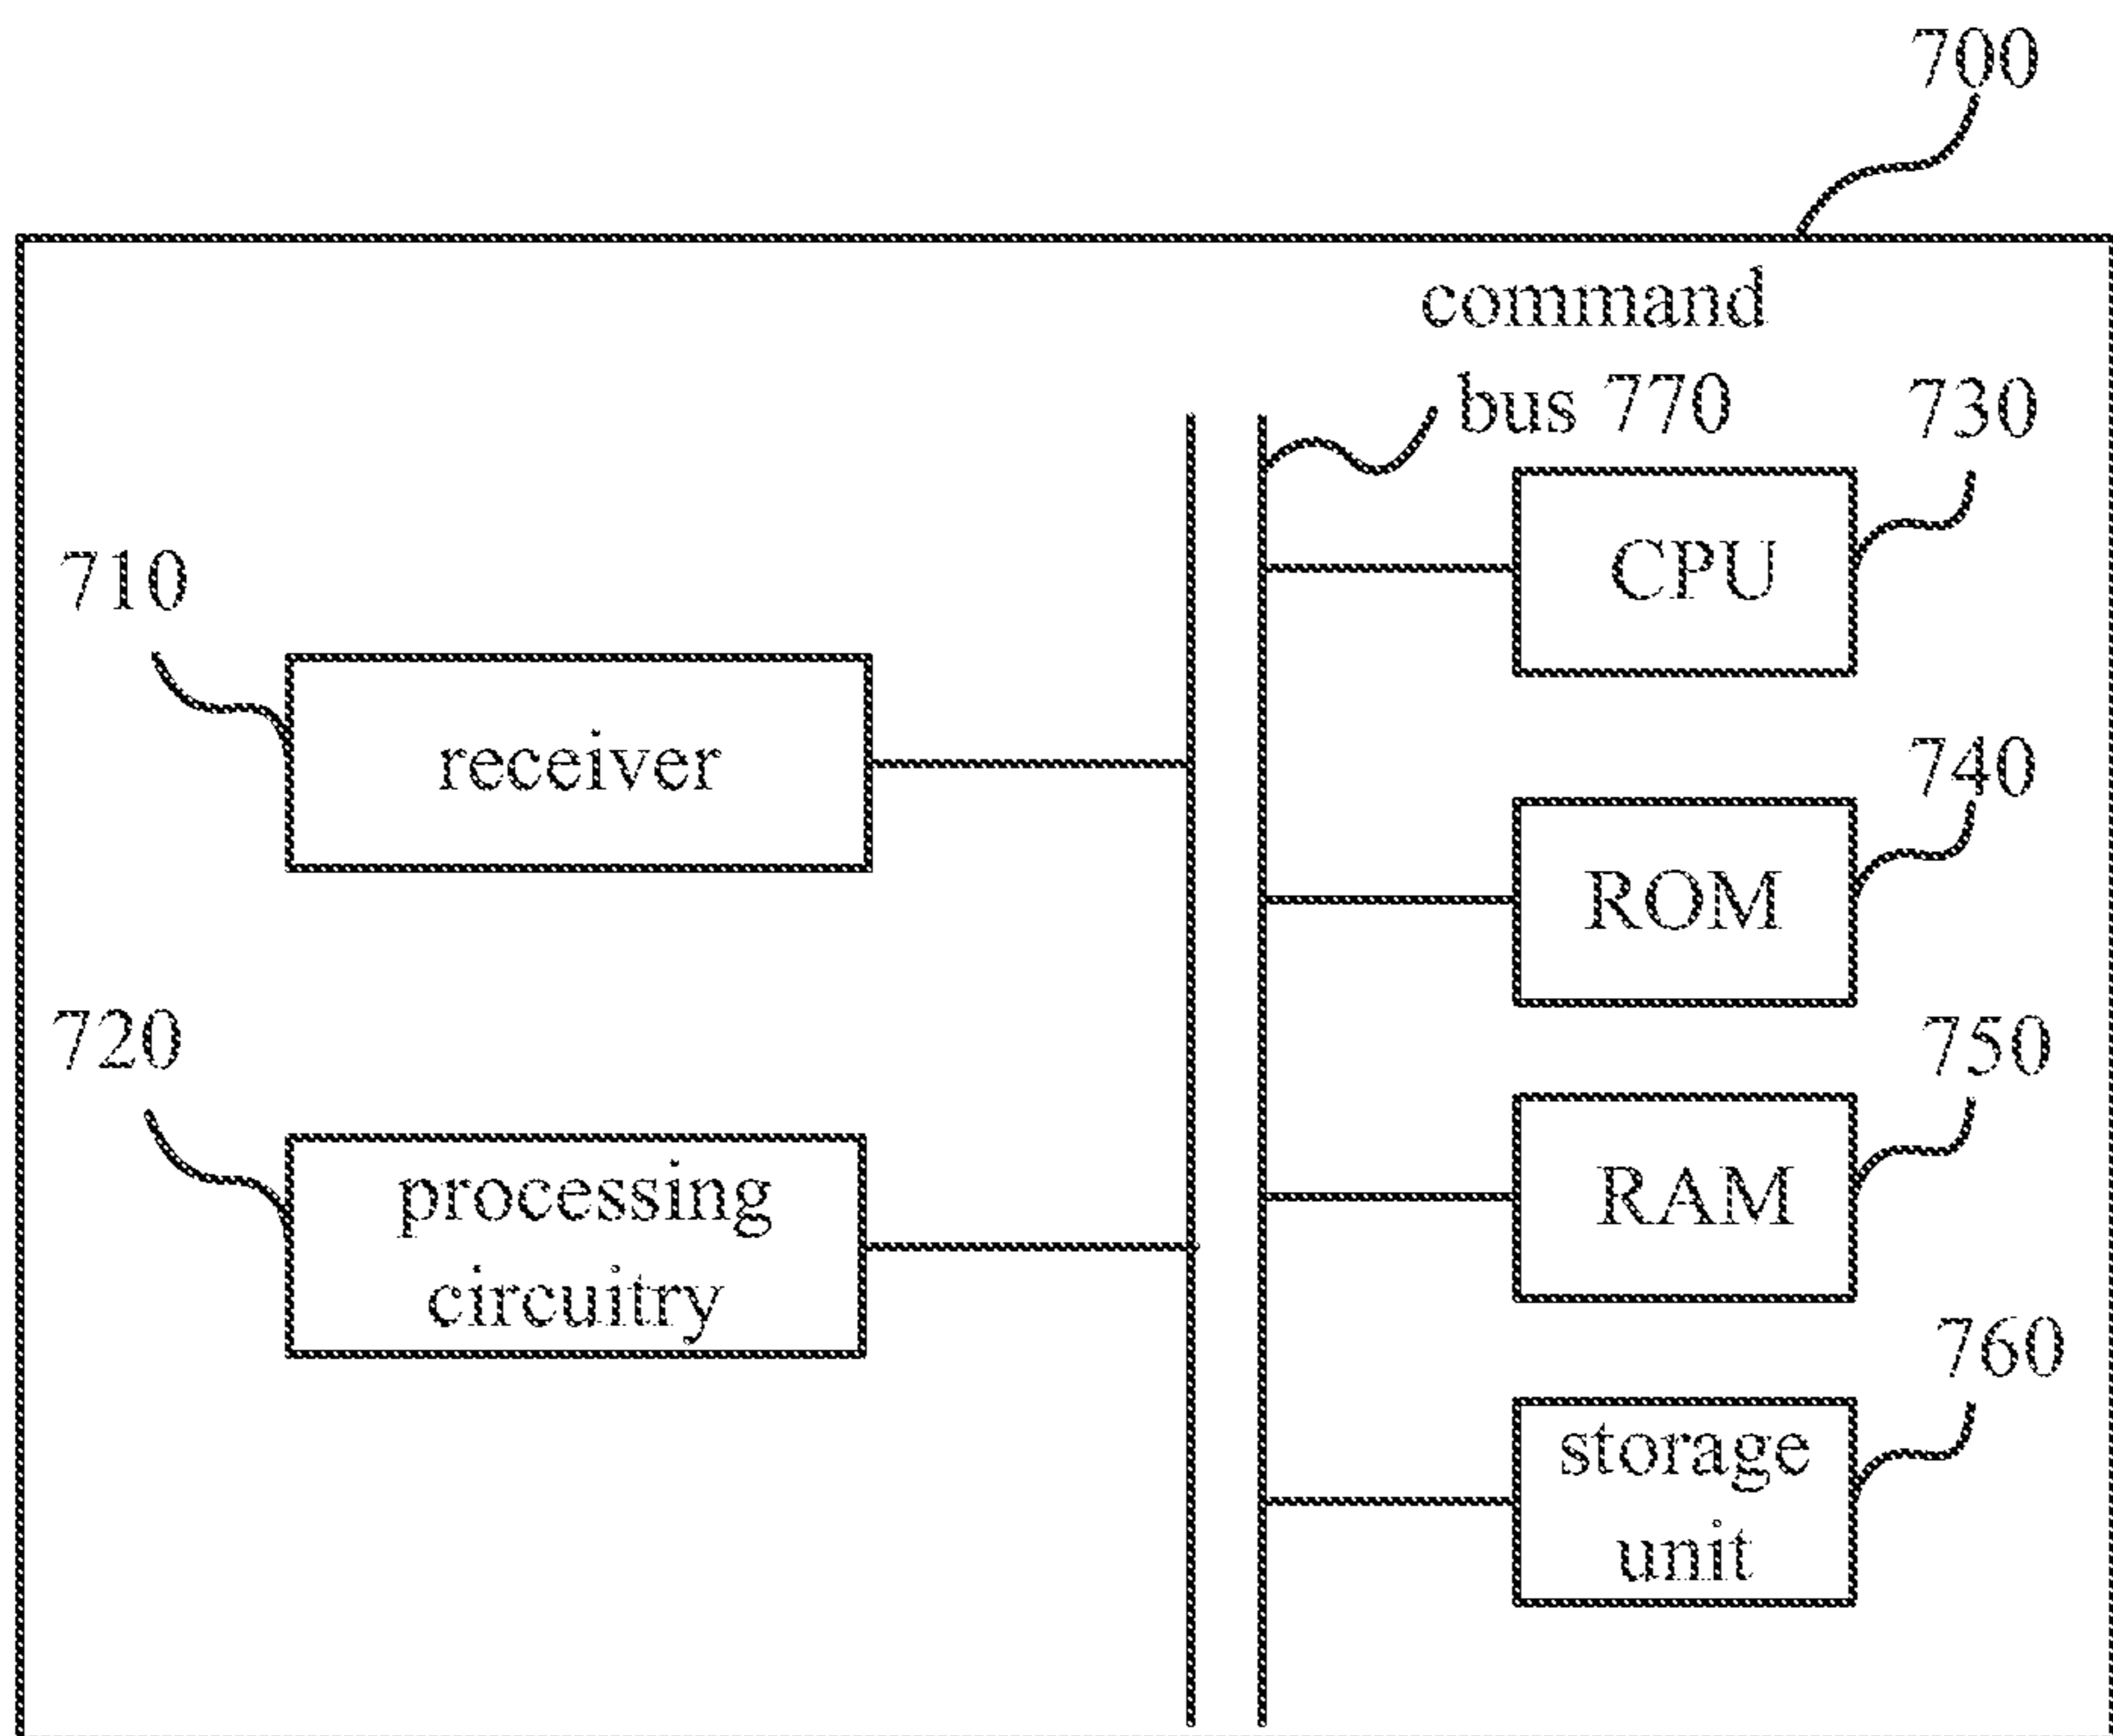 700
command
bus 770
730
CPU
710
receiver
740
ROM
720
processing
circuitry
750
RAM
760
storage
unit